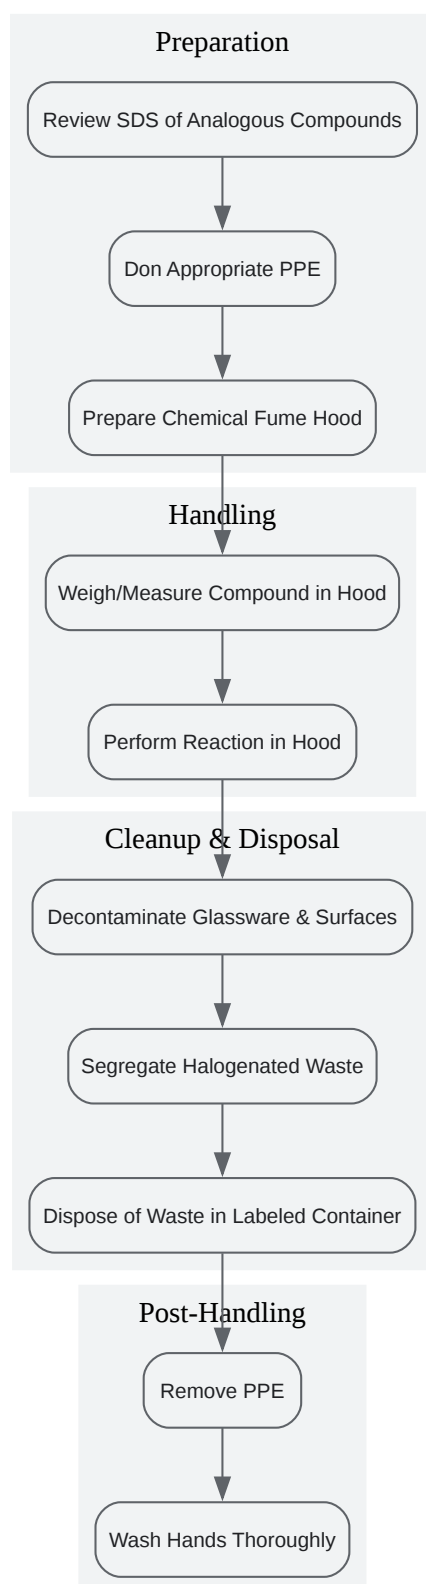 Preparation
Review SDS of Analogous Compounds
Don Appropriate PPE
Prepare Chemical Fume Hood
Handling
Weigh/Measure Compound in Hood
Perform Reaction in Hood
Cleanup & Disposal
Decontaminate Glassware & Surfaces
Segregate Halogenated Waste
Dispose of Waste in Labeled Container
Post-Handling
Remove PPE
Wash Hands Thoroughly